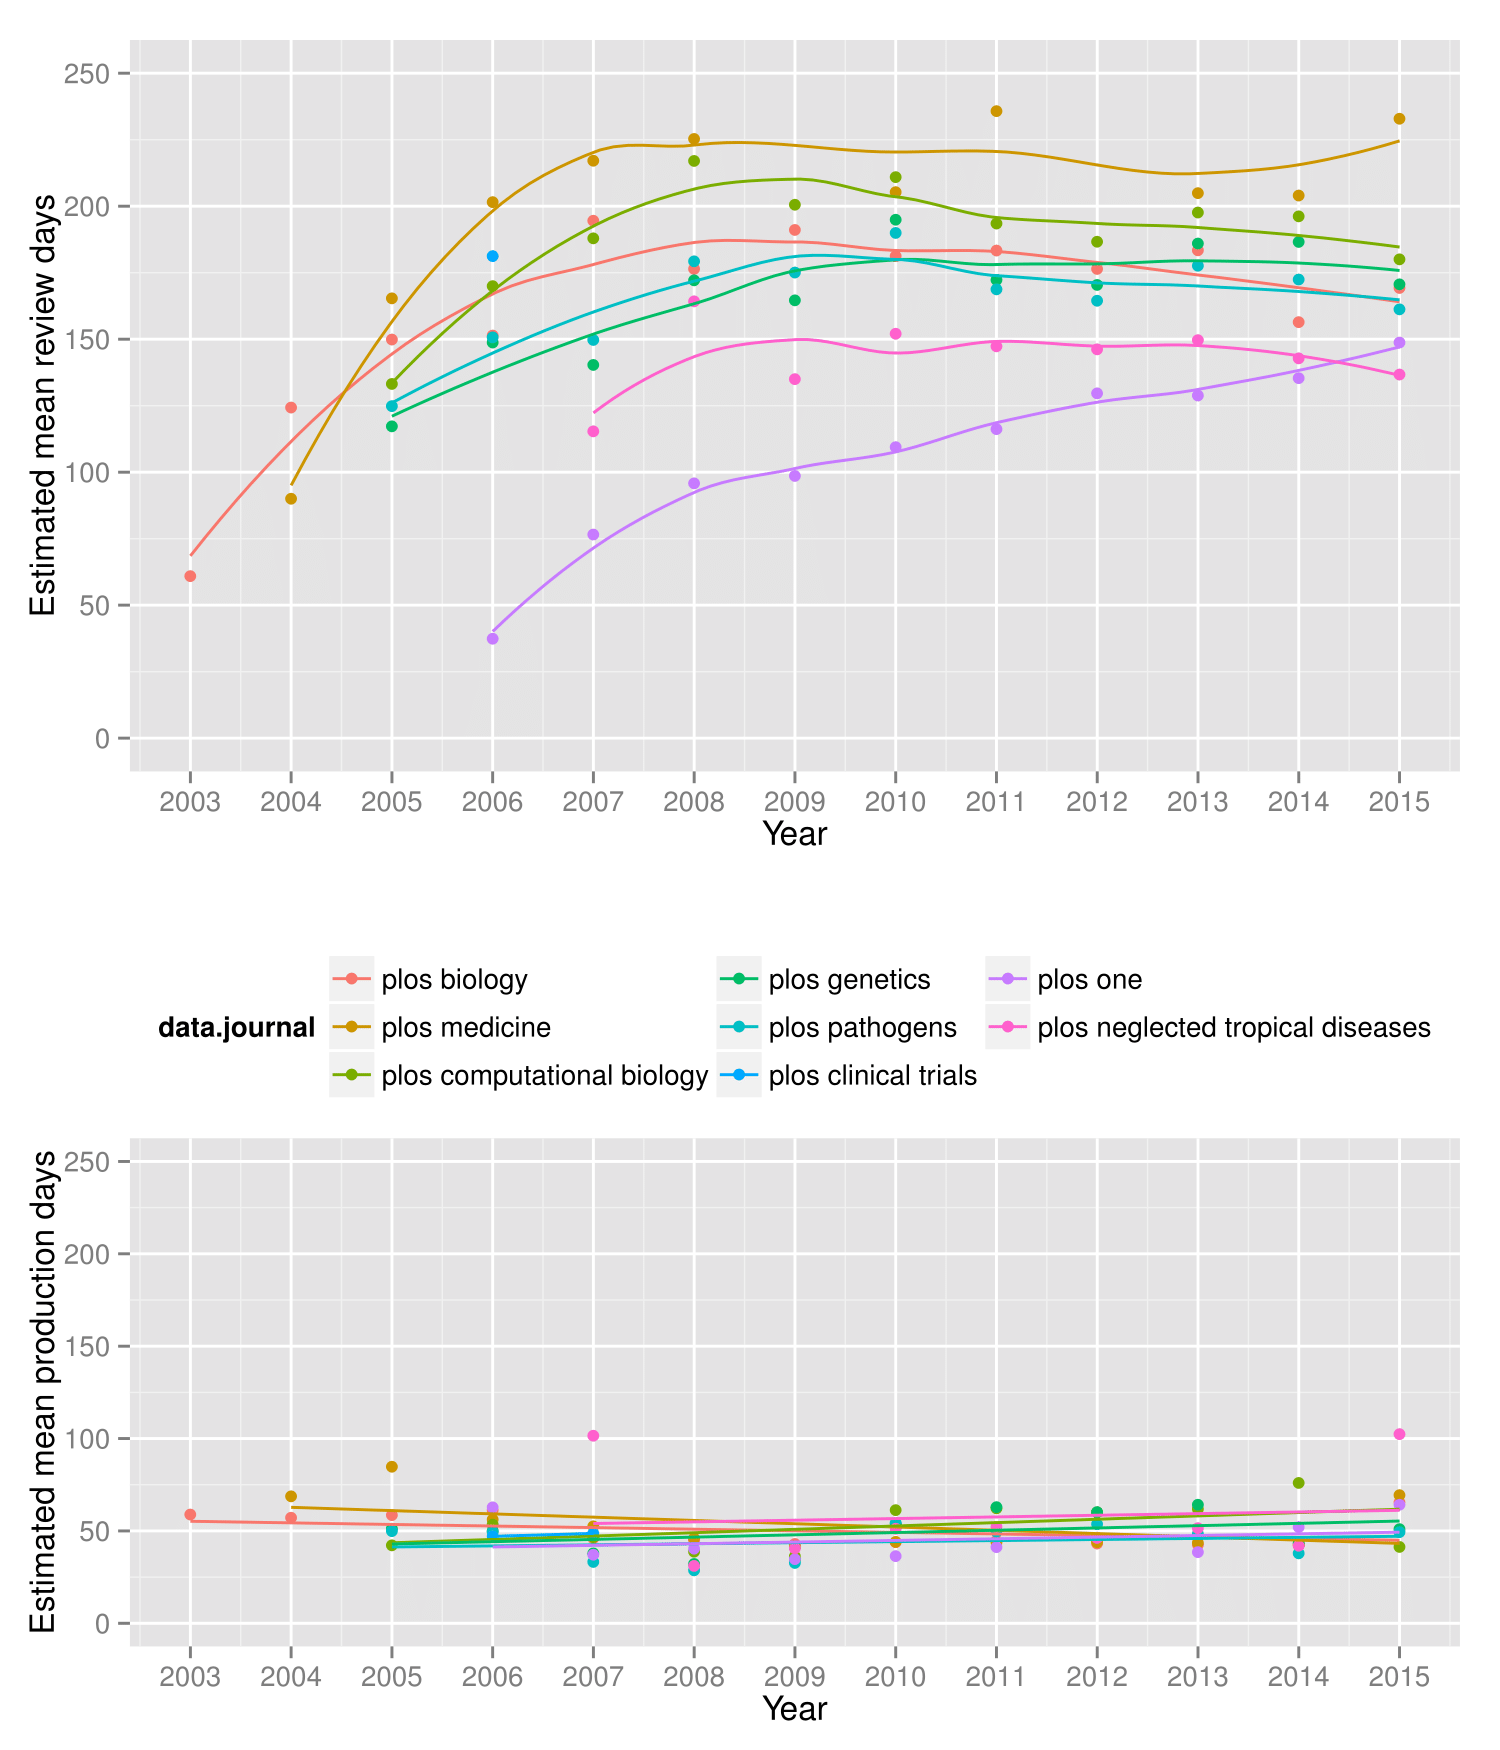 Estimated mean review days
250
200
150
100
50
0
2003 2004 2005 2006 2007 2008 2009 2010 2011 2012 2013 2014 2015
Year
data.journal
plos biology
plos medicine
plos computational biology
plos genetics
plos pathogens
plos clinical trials
plos one
plos neglected tropical diseases
Estimated mean production days
250
200
150
100
50
0
2003 2004 2005 2006 2007 2008 2009 2010 2011 2012 2013 2014 2015
Year